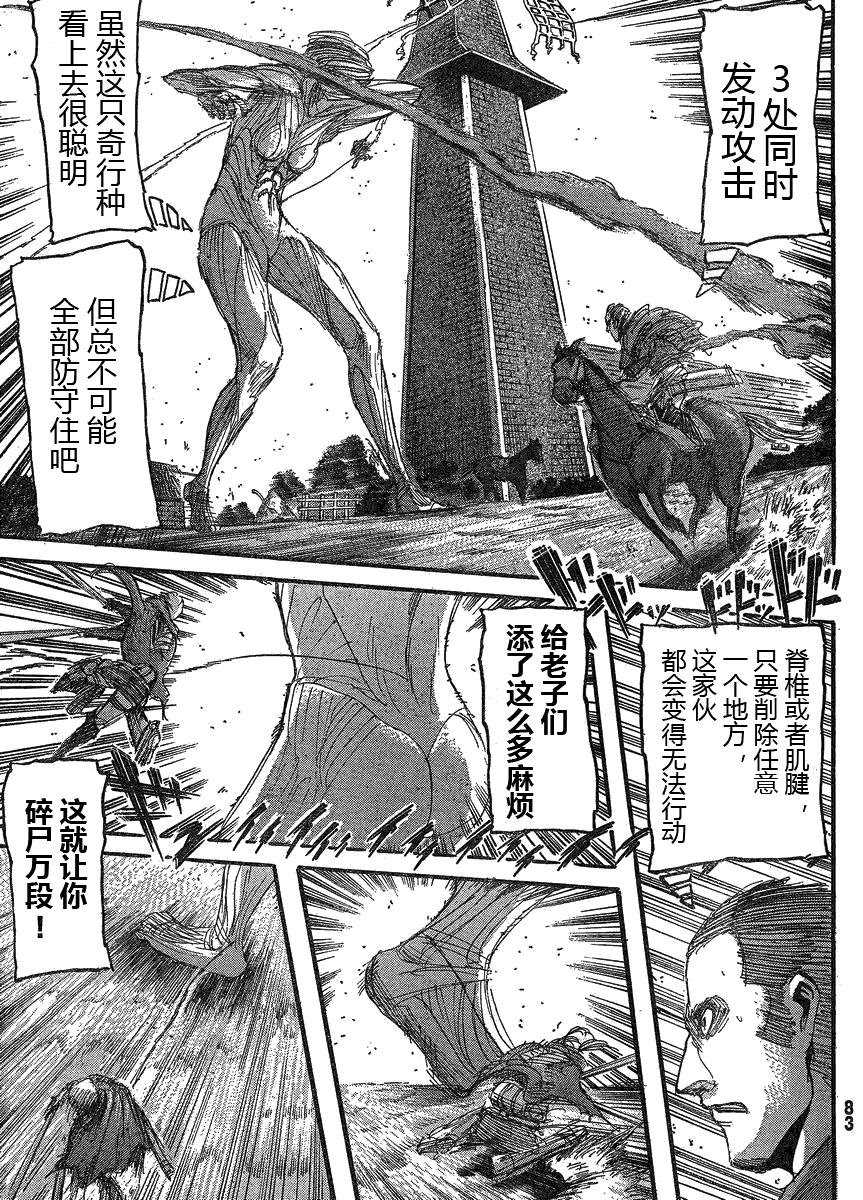 3处同时
发动攻击
虽然这只奇行种
看上去很聪明
但总不可能
全部防守住吧
脊椎或者肌腱，
只要削除任意
一个地方，
这家伙
都会变得无法行动
给老子们
添了这么多麻烦
这就让你
碎尸万段！
83